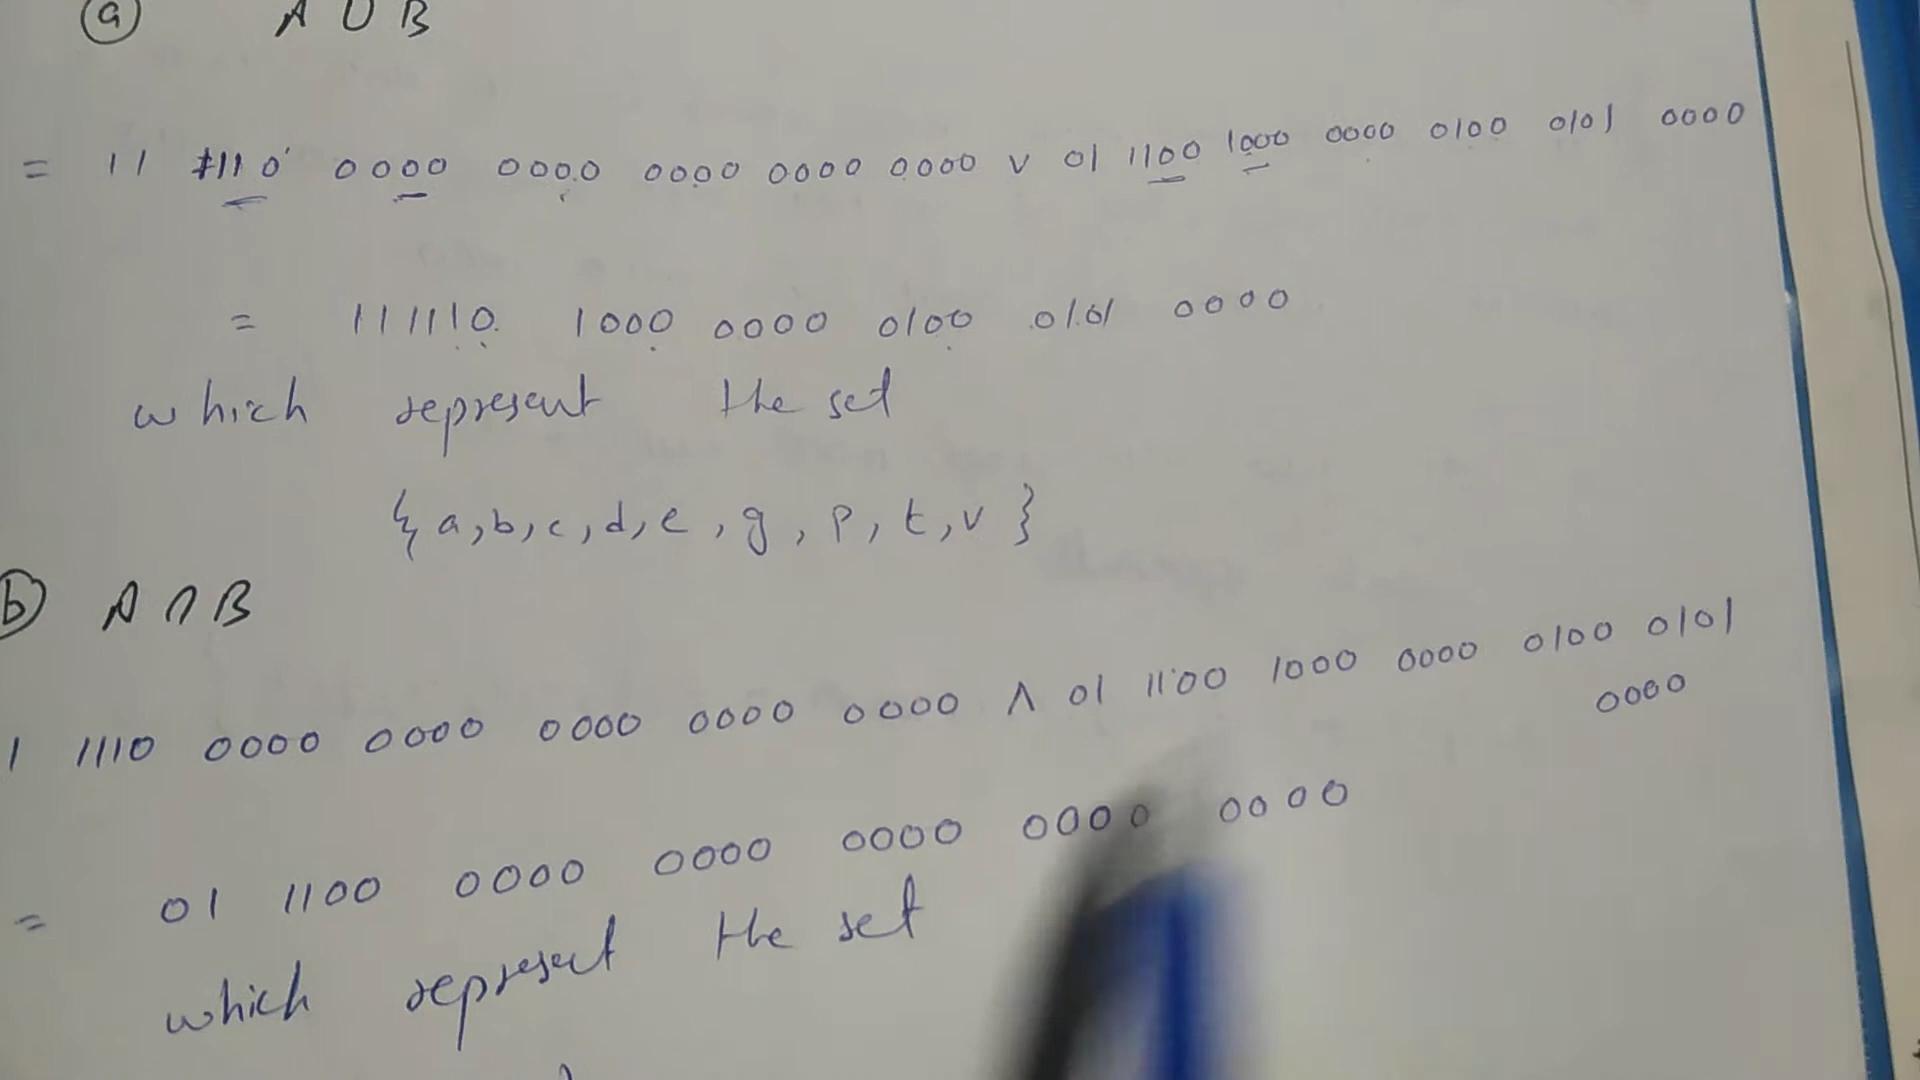 (a) A ∪ B
= 11 1110 0000 0000 0000 0000 0000 ∨ 01 1100 1000 0000 0100 0101 0000
= 111110 1000 0000 0100 0101 0000
which represent the set
{ a, b, c, d, e, g, p, t, v }
(b) A ∩ B
1 1110 0000 0000 0000 0000 0000 ∧ 01 1100 1000 0000 0100 0101
0000
= 01 1100 0000 0000 0000 0000 0000
which represent the set